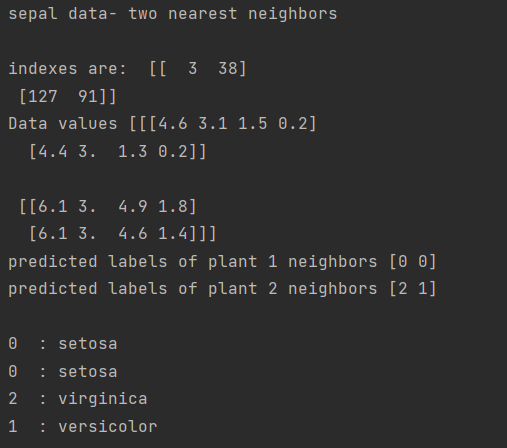 sepal data- two nearest neighbors
indexes are:  [[  3  38]
 [127  91]]
Data values [[[4.6 3.1 1.5 0.2]
  [4.4 3.  1.3 0.2]]
 [[6.1 3.  4.9 1.8]
  [6.1 3.  4.6 1.4]]]
predicted labels of plant 1 neighbors [0 0]
predicted labels of plant 2 neighbors [2 1]
0  : setosa
0  : setosa
2  : virginica
1  : versicolor